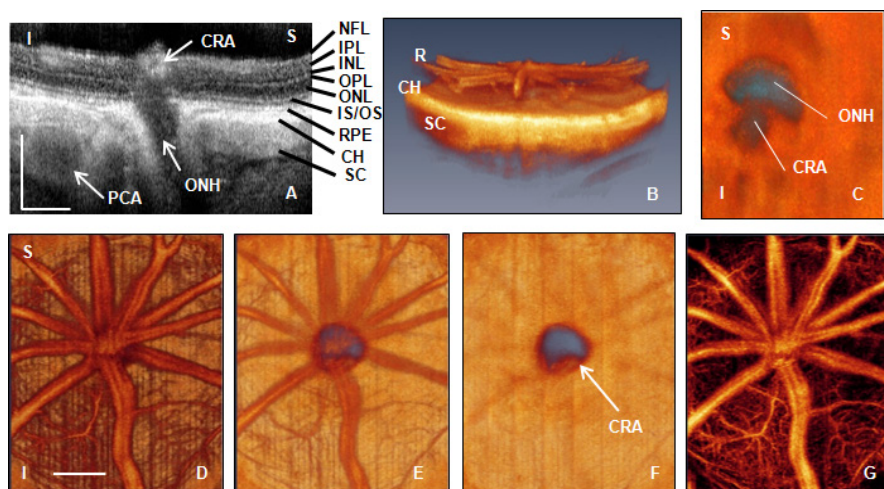 I
S
CRA
PCA
ONH
A
NFL
IPL
INL
OPL
ONL
IS/OS
RPE
CH
SC
R
CH
SC
B
S
ONH
CRA
I
C
S
I
D
E
CRA
F
G